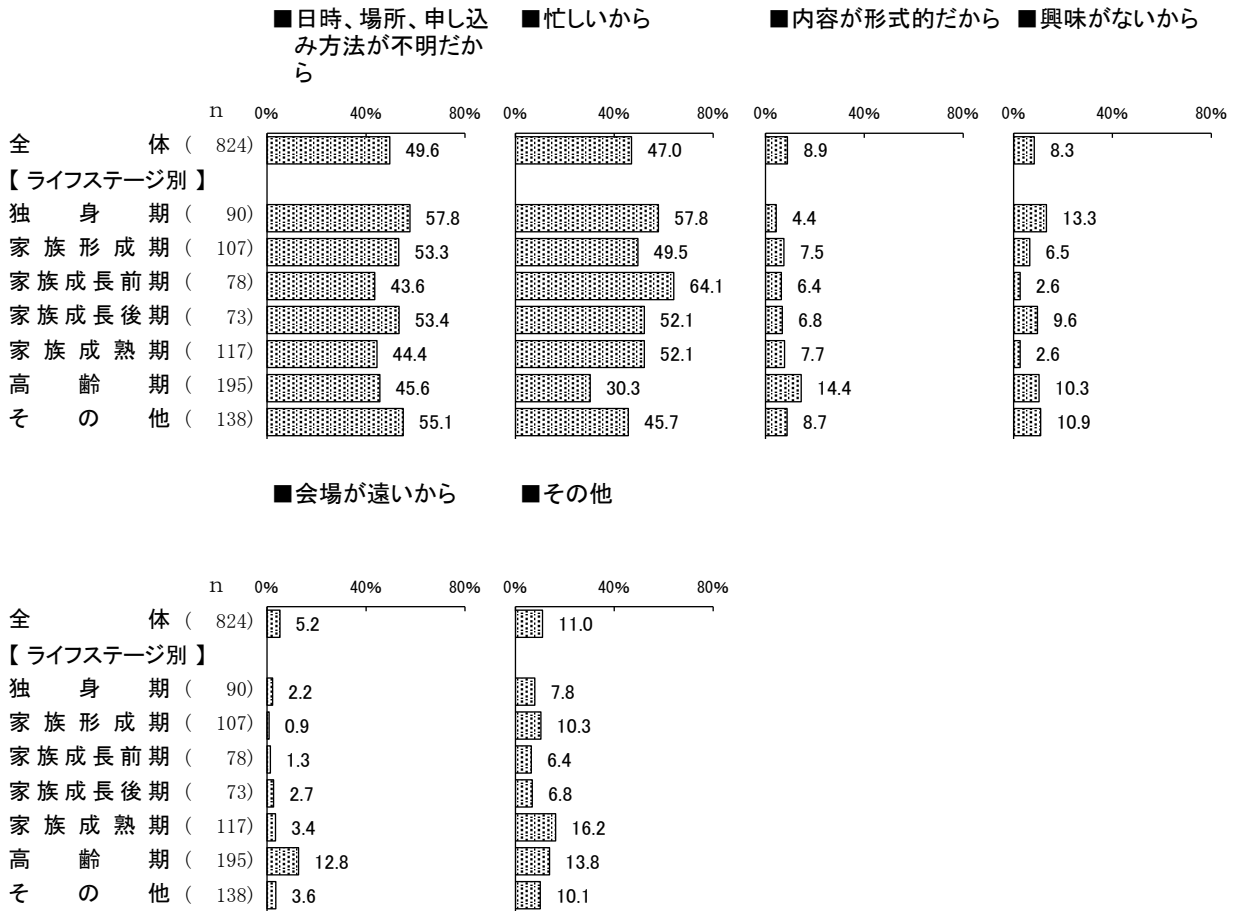 ■日時、場所、申し込み方法が不明だから ■忙しいから ■内容が形式的だから ■興味がないから
n 0% 40% 80% 0% 40% 80% 0% 40% 80% 0% 40% 80%
全体 ( 824) 49.6 47.0 8.9 8.3
【 ライフステージ別 】
独身期 ( 90) 57.8 57.8 4.4 13.3
家族形成期 ( 107) 53.3 49.5 7.5 6.5
家族成長前期 ( 78) 43.6 64.1 6.4 2.6
家族成長後期 ( 73) 53.4 52.1 6.8 9.6
家族成熟期 ( 117) 44.4 52.1 7.7 2.6
高齢期 ( 195) 45.6 30.3 14.4 10.3
その他 ( 138) 55.1 45.7 8.7 10.9
■会場が遠いから ■その他
n 0% 40% 80% 0% 40% 80%
全体 ( 824) 5.2 11.0
【 ライフステージ別 】
独身期 ( 90) 2.2 7.8
家族形成期 ( 107) 0.9 10.3
家族成長前期 ( 78) 1.3 6.4
家族成長後期 ( 73) 2.7 6.8
家族成熟期 ( 117) 3.4 16.2
高齢期 ( 195) 12.8 13.8
その他 ( 138) 3.6 10.1